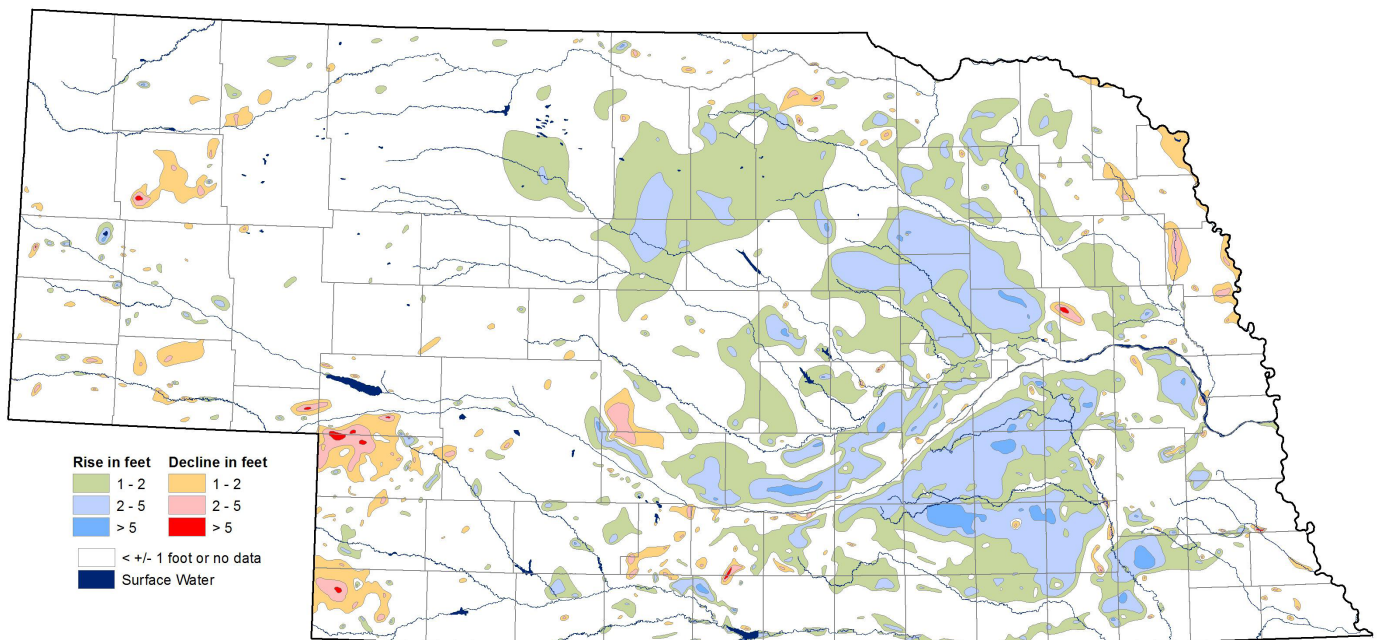 Rise in feet Decline in feet
1 - 2 1 - 2
2 - 5 2 - 5
> 5 > 5
< +/- 1 foot or no data
Surface Water